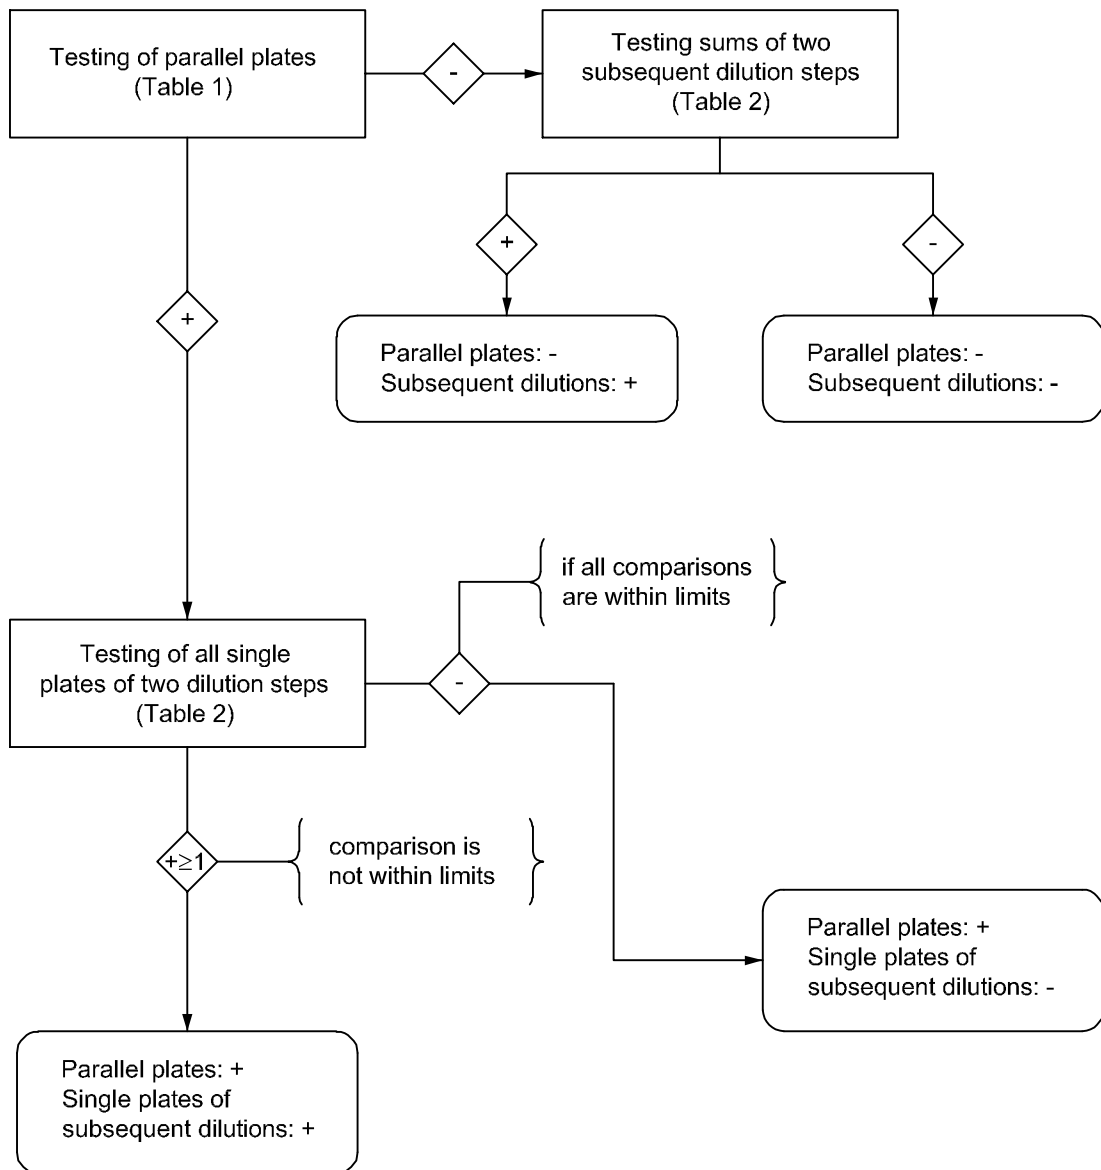 Testing of parallel plates
(Table 1)
-
Testing sums of two
subsequent dilution steps
(Table 2)
+
-
+
Parallel plates: -
Subsequent dilutions: +
Parallel plates: -
Subsequent dilutions: -
if all comparisons
are within limits
Testing of all single
plates of two dilution steps
(Table 2)
-
+≥1
comparison is
not within limits
Parallel plates: +
Single plates of
subsequent dilutions: -
Parallel plates: +
Single plates of
subsequent dilutions: +